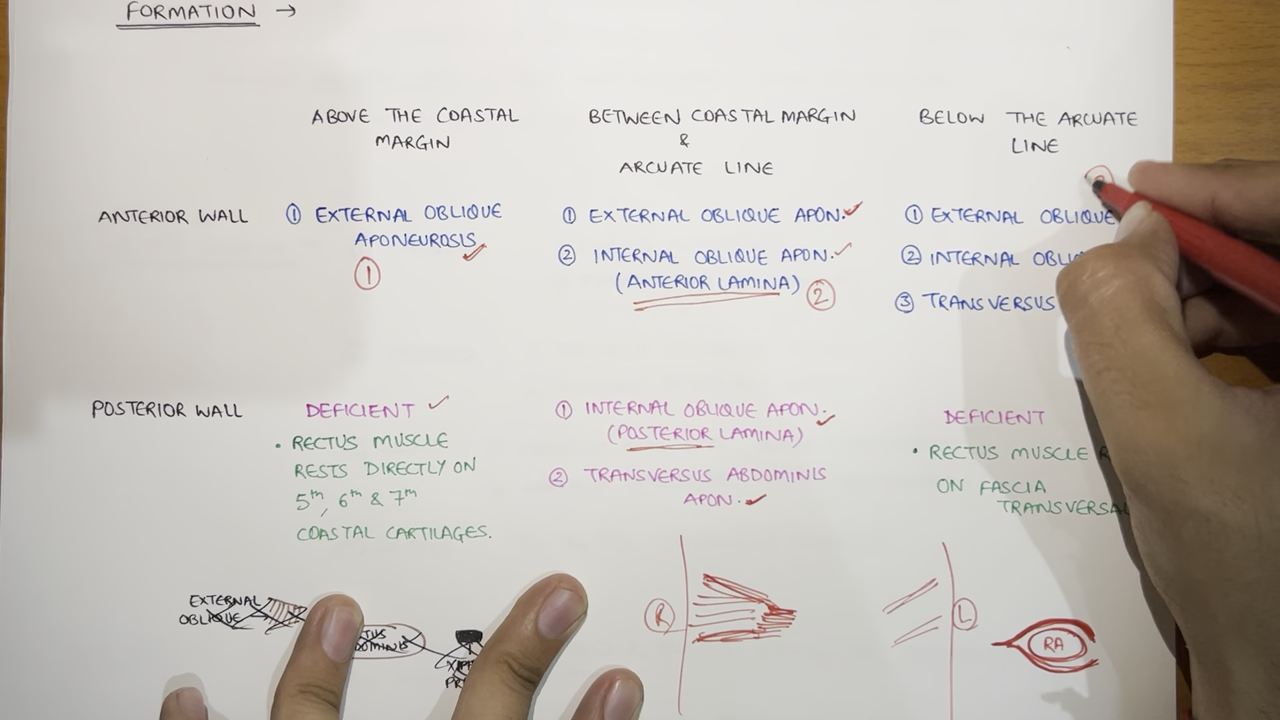 FORMATION →
ABOVE THE COASTAL
MARGIN
BETWEEN COASTAL MARGIN
&
ARCUATE LINE
BELOW THE ARCUATE
LINE
ANTERIOR WALL
① EXTERNAL OBLIQUE
APONEUROSIS
①
① EXTERNAL OBLIQUE APON.
② INTERNAL OBLIQUE APON.
(ANTERIOR LAMINA)
②
① EXTERNAL OBLIQUE
② INTERNAL
③ TRANSVERSUS
POSTERIOR WALL
DEFICIENT
• RECTUS MUSCLE
RESTS DIRECTLY ON
5th, 6th & 7th
COASTAL CARTILAGES.
① INTERNAL OBLIQUE APON.
(POSTERIOR LAMINA)
② TRANSVERSUS ABDOMINIS
APON.
DEFICIENT
• RECTUS MUSCLE
ON FASCIA
EXTERNAL
OBLIQUE
R
L
RA